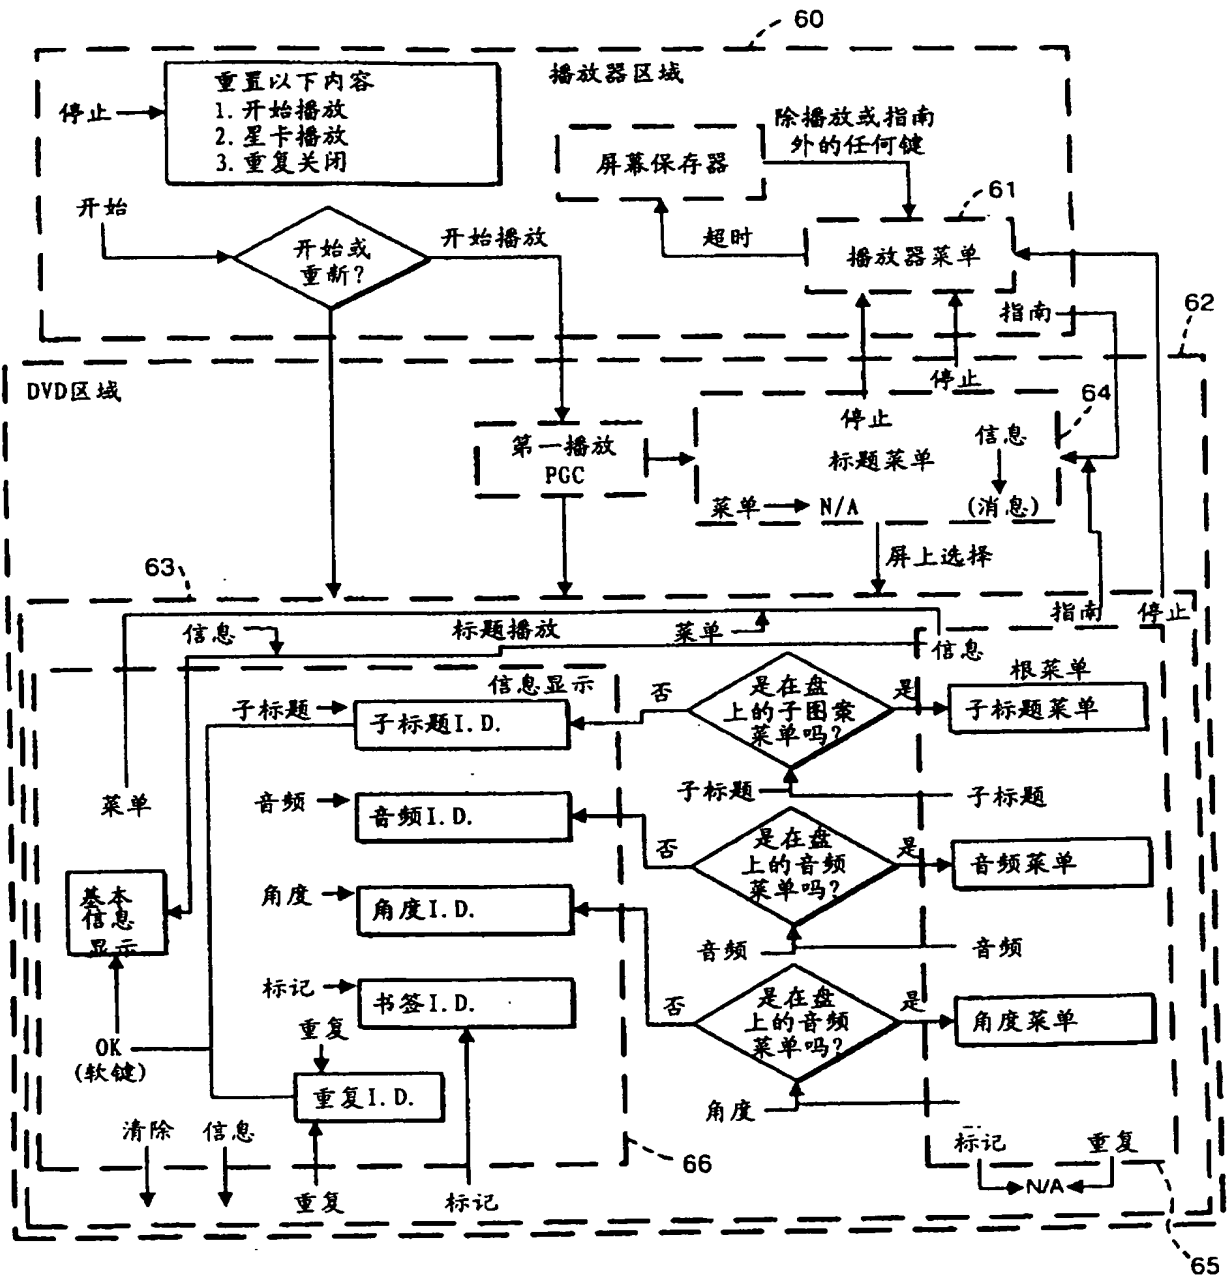 60
播放器区域
停止
重置以下内容
1. 开始播放
2. 星卡播放
3. 重复关闭
除播放或指南
外的任何键
屏幕保存器
61
开始
开始或
重新?
开始播放
超时
播放器菜单
指南
62
DVD区域
停止
64
停止
信息
第一播放
PGC
标题菜单
菜单
N/A
(消息)
屏上选择
63
指南
停止
信息
标题播放
菜单
信息
信息显示
根菜单
子标题
子标题I.D.
否
是在盘
上的子图案
菜单吗?
是
子标题菜单
子标题
子标题
菜单
音频
音频I.D.
否
是在盘
上的音频
菜单吗?
是
音频菜单
基本
信息
显示
角度
角度I.D.
音频
音频
标记
书签I.D.
否
是在盘
上的音频
菜单吗?
是
角度菜单
重复
OK
(软键)
重复I.D.
角度
清除
信息
标记
重复
66
N/A
重复
标记
65